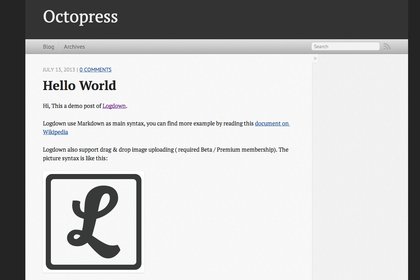 Octopress
Blog Archives Search
JULY 13, 2013 | 0 COMMENTS
Hello World
Hi, This a demo post of Logdown.
Logdown use Markdown as main syntax, you can find more example by reading this document on
Wikipedia
Logdown also support drag & drop image uploading ( required Beta / Premium membership). The
picture syntax is like this:
L